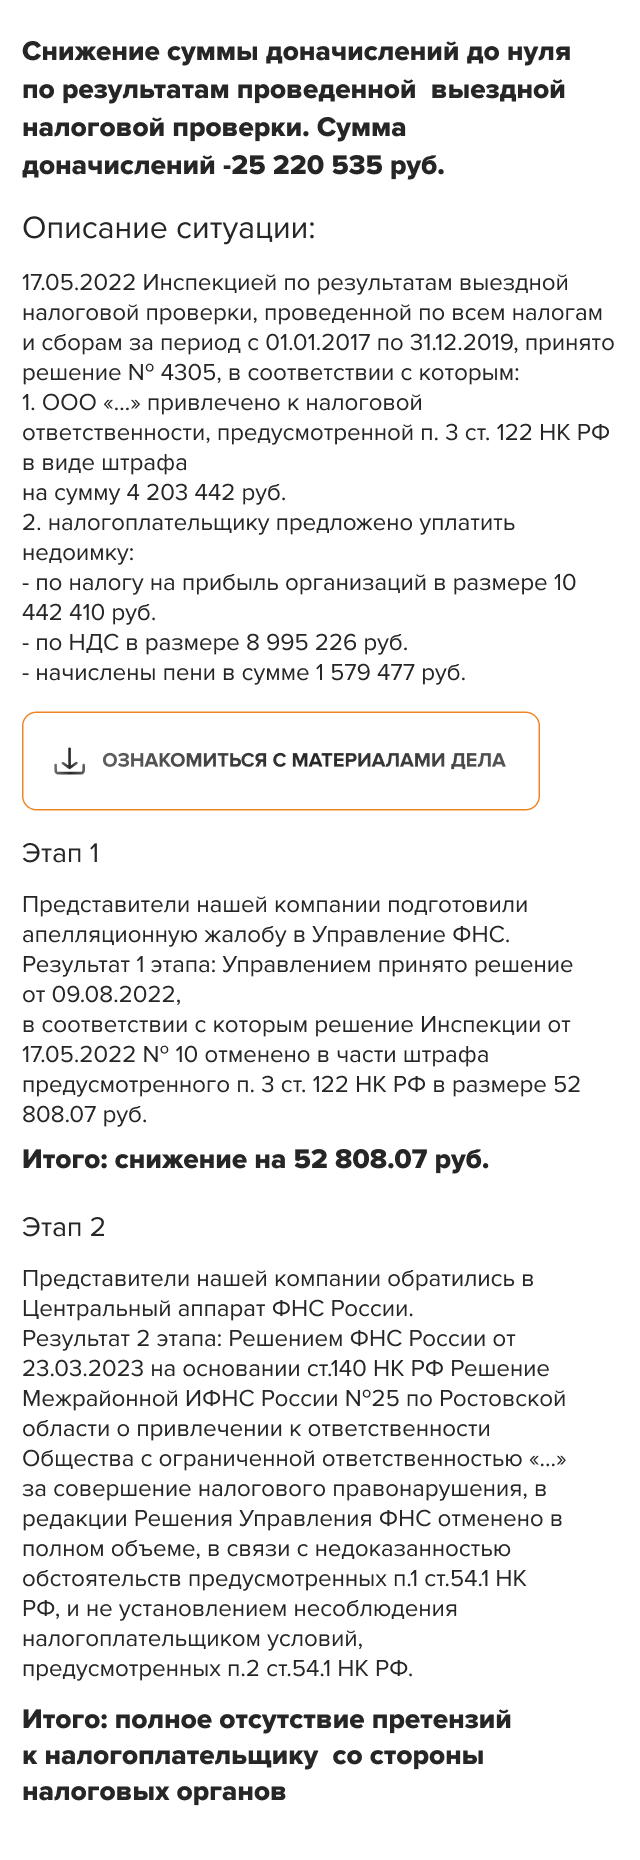 Снижение суммы доначислений до нуля
по результатам проведенной  выездной
налоговой проверки. Сумма
доначислений -25 220 535 руб.
Описание ситуации:
17.05.2022 Инспекцией по результатам выездной
налоговой проверки, проведенной по всем налогам
и сборам за период с 01.01.2017 по 31.12.2019, принято
решение № 4305, в соответствии с которым:
1. ООО «...» привлечено к налоговой
ответственности, предусмотренной п. 3 ст. 122 НК РФ
в виде штрафа
на сумму 4 203 442 руб.
2. налогоплательщику предложено уплатить
недоимку:
- по налогу на прибыль организаций в размере 10
442 410 руб.
- по НДС в размере 8 995 226 руб.
- начислены пени в сумме 1 579 477 руб.
ОЗНАКОМИТЬСЯ С МАТЕРИАЛАМИ ДЕЛА
Этап 1
Представители нашей компании подготовили
апелляционную жалобу в Управление ФНС.
Результат 1 этапа: Управлением принято решение
от 09.08.2022,
в соответствии с которым решение Инспекции от
17.05.2022 № 10 отменено в части штрафа
предусмотренного п. 3 ст. 122 НК РФ в размере 52
808.07 руб.
Итого: снижение на 52 808.07 руб.
Этап 2
Представители нашей компании обратились в
Центральный аппарат ФНС России.
Результат 2 этапа: Решением ФНС России от
23.03.2023 на основании ст.140 НК РФ Решение
Межрайонной ИФНС России №25 по Ростовской
области о привлечении к ответственности
Общества с ограниченной ответственностью «...»
за совершение налогового правонарушения, в
редакции Решения Управления ФНС отменено в
полном объеме, в связи с недоказанностью
обстоятельств предусмотренных п.1 ст.54.1 НК
РФ, и не установлением несоблюдения
налогоплательщиком условий,
предусмотренных п.2 ст.54.1 НК РФ.
Итого: полное отсутствие претензий
к налогоплательщику  со стороны
налоговых органов